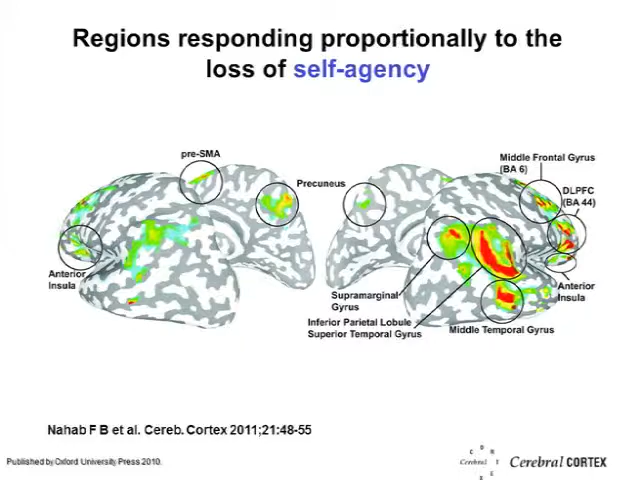 Regions responding proportionally to the
loss of self-agency
pre-SMA
Precuneus
Middle Frontal Gyrus
(BA 6)
DLPFC
(BA 44)
Anterior
Insula
Supramarginal
Gyrus
Anterior
Insula
Inferior Parietal Lobule
Superior Temporal Gyrus
Middle Temporal Gyrus
Nahab F B et al. Cereb. Cortex 2011;21:48-55
Published by Oxford University Press 2010.
Cerebral
Cerebral CORTEX